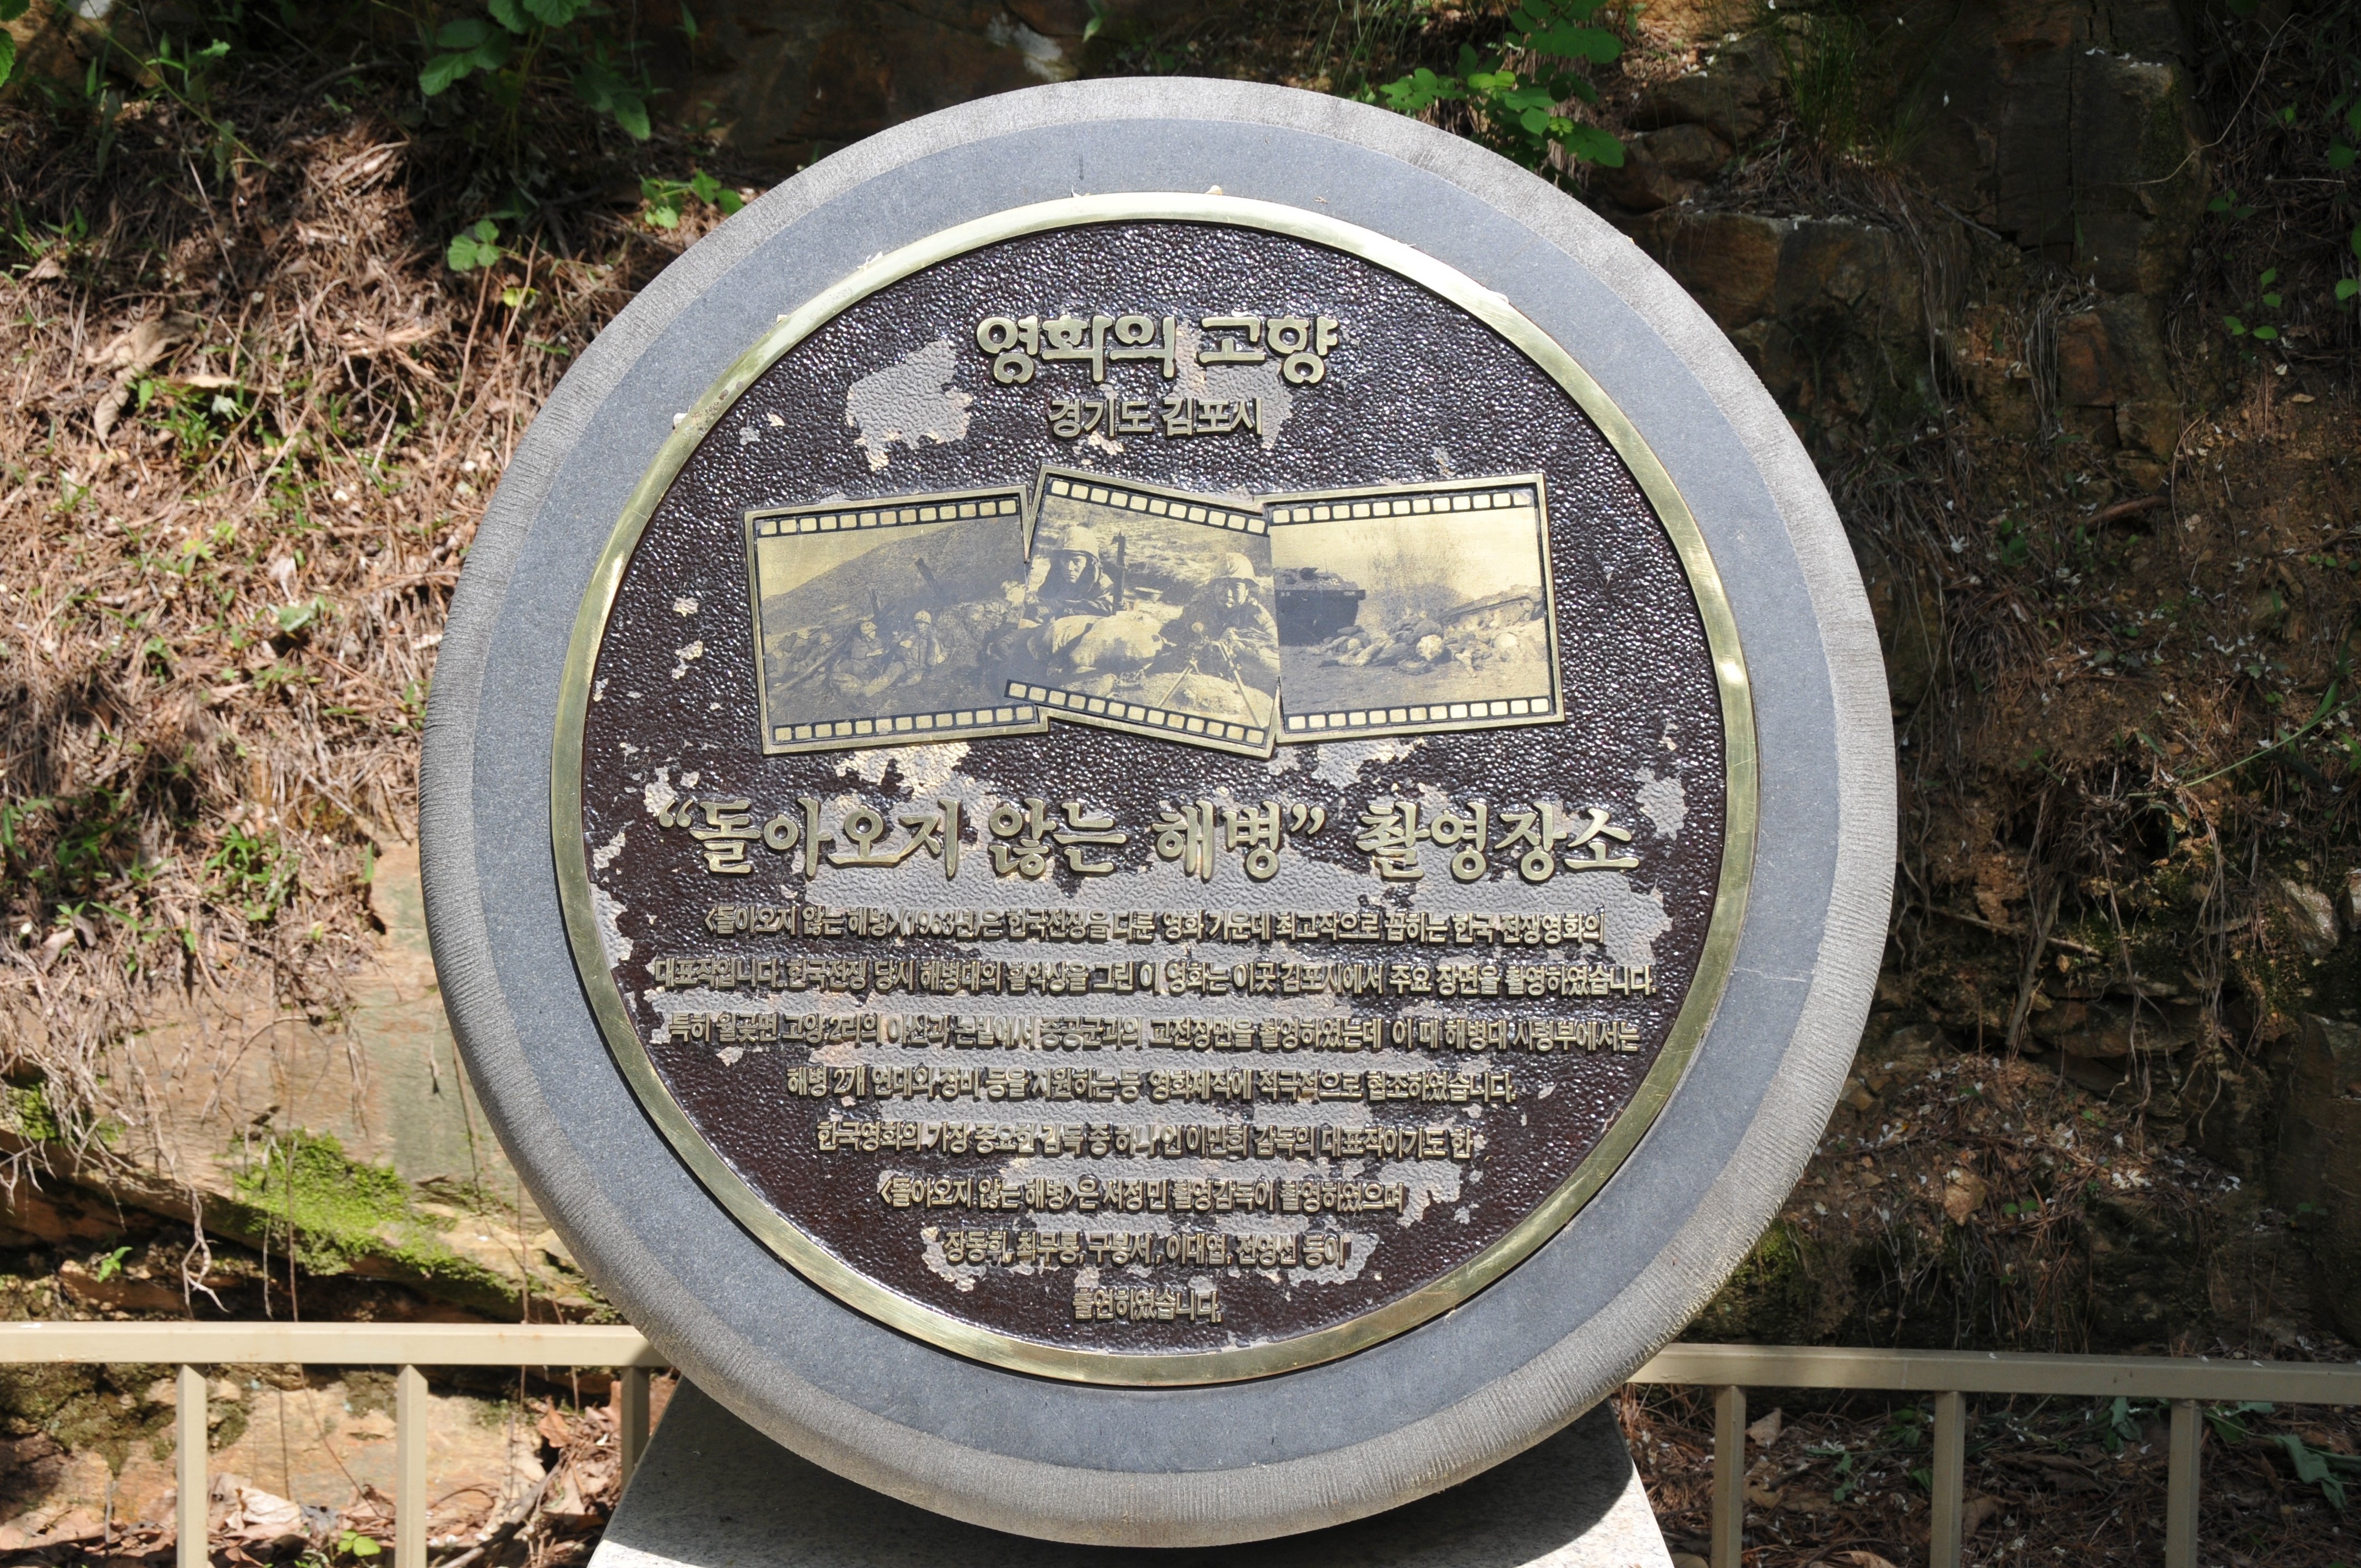 영화의 고향
경기도 김포시
“돌아오지 않는 해병” 촬영장소
<돌아오지 않는 해병>(1963년)은 한국전쟁을 다룬 영화 가운데 최고작으로 꼽히는 한국 전쟁영화의
대표작입니다. 한국전쟁 당시 해병대의 활약상을 그린 이 영화는 이곳 김포시에서 주요 장면을 촬영하였습니다.
특히 월곶면 고양2리의 야산과 논밭에서 중공군과의 교전장면을 촬영하였는데 이 때 해병대 사령부에서는
해병 2개 연대와 장비 등을 지원하는 등 영화제작에 적극적으로 협조하였습니다.
한국영화의 가장 중요한 감독 중 하나인 이만희 감독의 대표작이기도 한
<돌아오지 않는 해병>은 서정민 촬영감독이 촬영하였으며
장동휘, 최무룡, 구봉서, 이대엽, 전영선 등이
출연하였습니다.